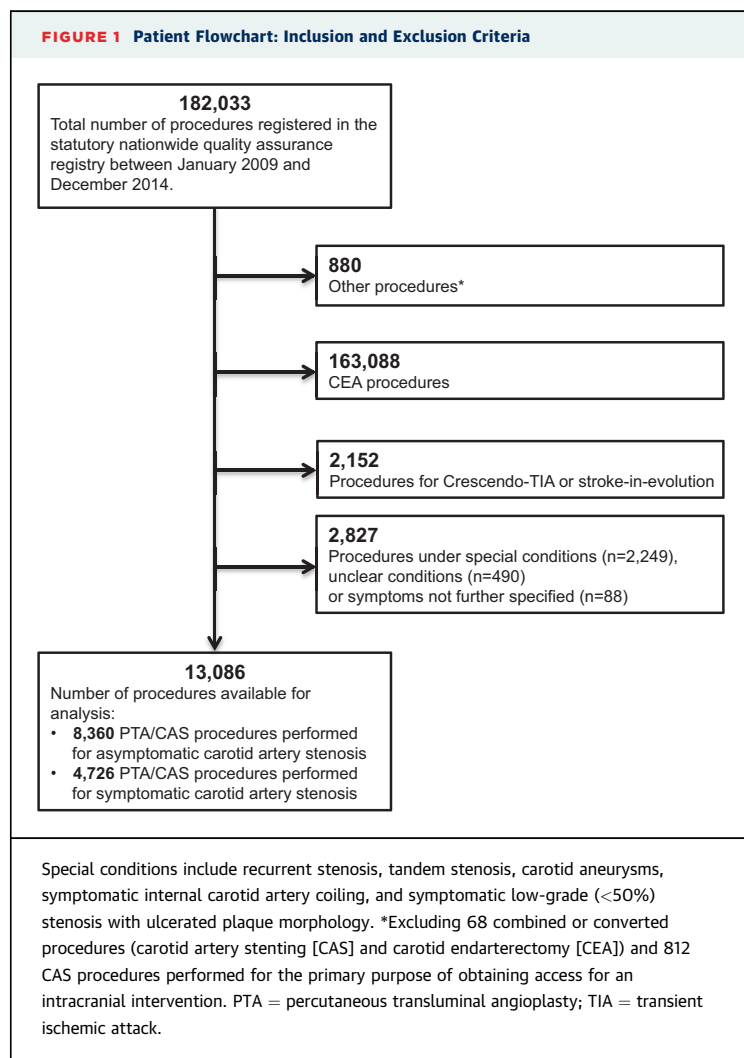 FIGURE 1 Patient Flowchart: Inclusion and Exclusion Criteria
182,033
Total number of procedures registered in the
statutory nationwide quality assurance
registry between January 2009 and
December 2014.
880
Other procedures*
163,088
CEA procedures
2,152
Procedures for Crescendo-TIA or stroke-in-evolution
2,827
Procedures under special conditions (n=2,249),
unclear conditions (n=490)
or symptoms not further specified (n=88)
13,086
Number of procedures available for
analysis:
• 8,360 PTA/CAS procedures performed
for asymptomatic carotid artery stenosis
• 4,726 PTA/CAS procedures performed
for symptomatic carotid artery stenosis
Special conditions include recurrent stenosis, tandem stenosis, carotid aneurysms,
symptomatic internal carotid artery coiling, and symptomatic low-grade (<50%)
stenosis with ulcerated plaque morphology. *Excluding 68 combined or converted
procedures (carotid artery stenting [CAS] and carotid endarterectomy [CEA]) and 812
CAS procedures performed for the primary purpose of obtaining access for an
intracranial intervention. PTA = percutaneous transluminal angioplasty; TIA = transient
ischemic attack.